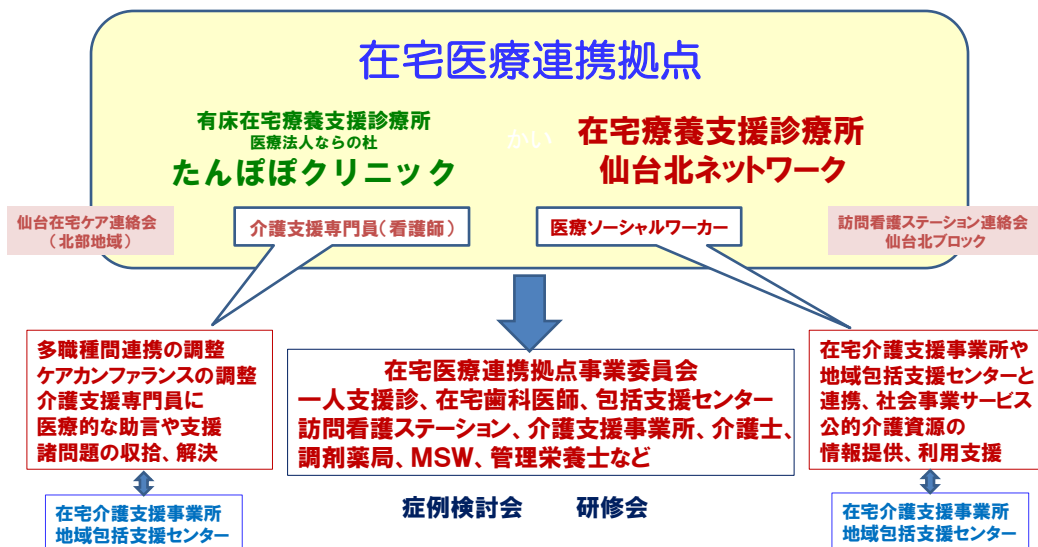 在宅医療連携拠点
有床在宅療養支援診療所
医療法人ならの杜
たんぽぽクリニック
かい
在宅療養支援診療所
仙台北ネットワーク
仙台在宅ケア連絡会
（北部地域）
介護支援専門員（看護師）
医療ソーシャルワーカー
訪問看護ステーション連絡会
仙台北ブロック
多職種間連携の調整
ケアカンファランスの調整
介護支援専門員に
医療的な助言や支援
諸問題の収拾、解決
在宅医療連携拠点事業委員会
一人支援診、在宅歯科医師、包括支援センター
訪問看護ステーション、介護支援事業所、介護士、
調剤薬局、MSW、管理栄養士など
在宅介護支援事業所や
地域包括支援センターと
連携、社会事業サービス
公的介護資源の
情報提供、利用支援
在宅介護支援事業所
地域包括支援センター
症例検討会　研修会
在宅介護支援事業所
地域包括支援センター